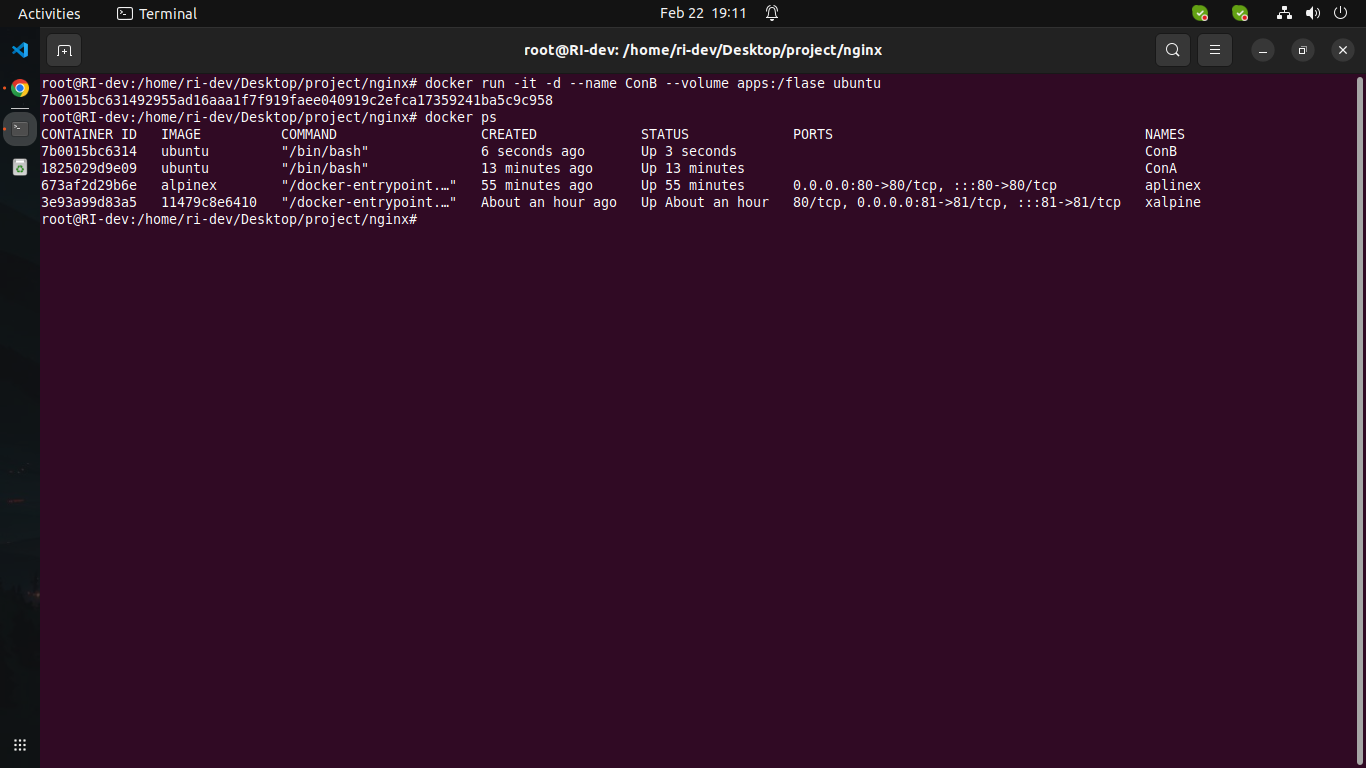 Activities Terminal Feb 22 19:11
root@RI-dev: /home/ri-dev/Desktop/project/nginx
root@RI-dev:/home/ri-dev/Desktop/project/nginx# docker run -it -d --name ConB --volume apps:/flase ubuntu
7b0015bc631492955ad16aaa1f7f919faee040919c2efca17359241ba5c9c958
root@RI-dev:/home/ri-dev/Desktop/project/nginx# docker ps
CONTAINER ID   IMAGE          COMMAND                  CREATED             STATUS             PORTS                                       NAMES
7b0015bc6314   ubuntu         "/bin/bash"              6 seconds ago       Up 3 seconds                                                   ConB
1825029d9e09   ubuntu         "/bin/bash"              13 minutes ago      Up 13 minutes                                                  ConA
673af2d29b6e   alpinex        "/docker-entrypoint.…"   55 minutes ago      Up 55 minutes      0.0.0.0:80->80/tcp, :::80->80/tcp           aplinex
3e93a99d83a5   11479c8e6410   "/docker-entrypoint.…"   About an hour ago   Up About an hour   80/tcp, 0.0.0.0:81->81/tcp, :::81->81/tcp   xalpine
root@RI-dev:/home/ri-dev/Desktop/project/nginx#